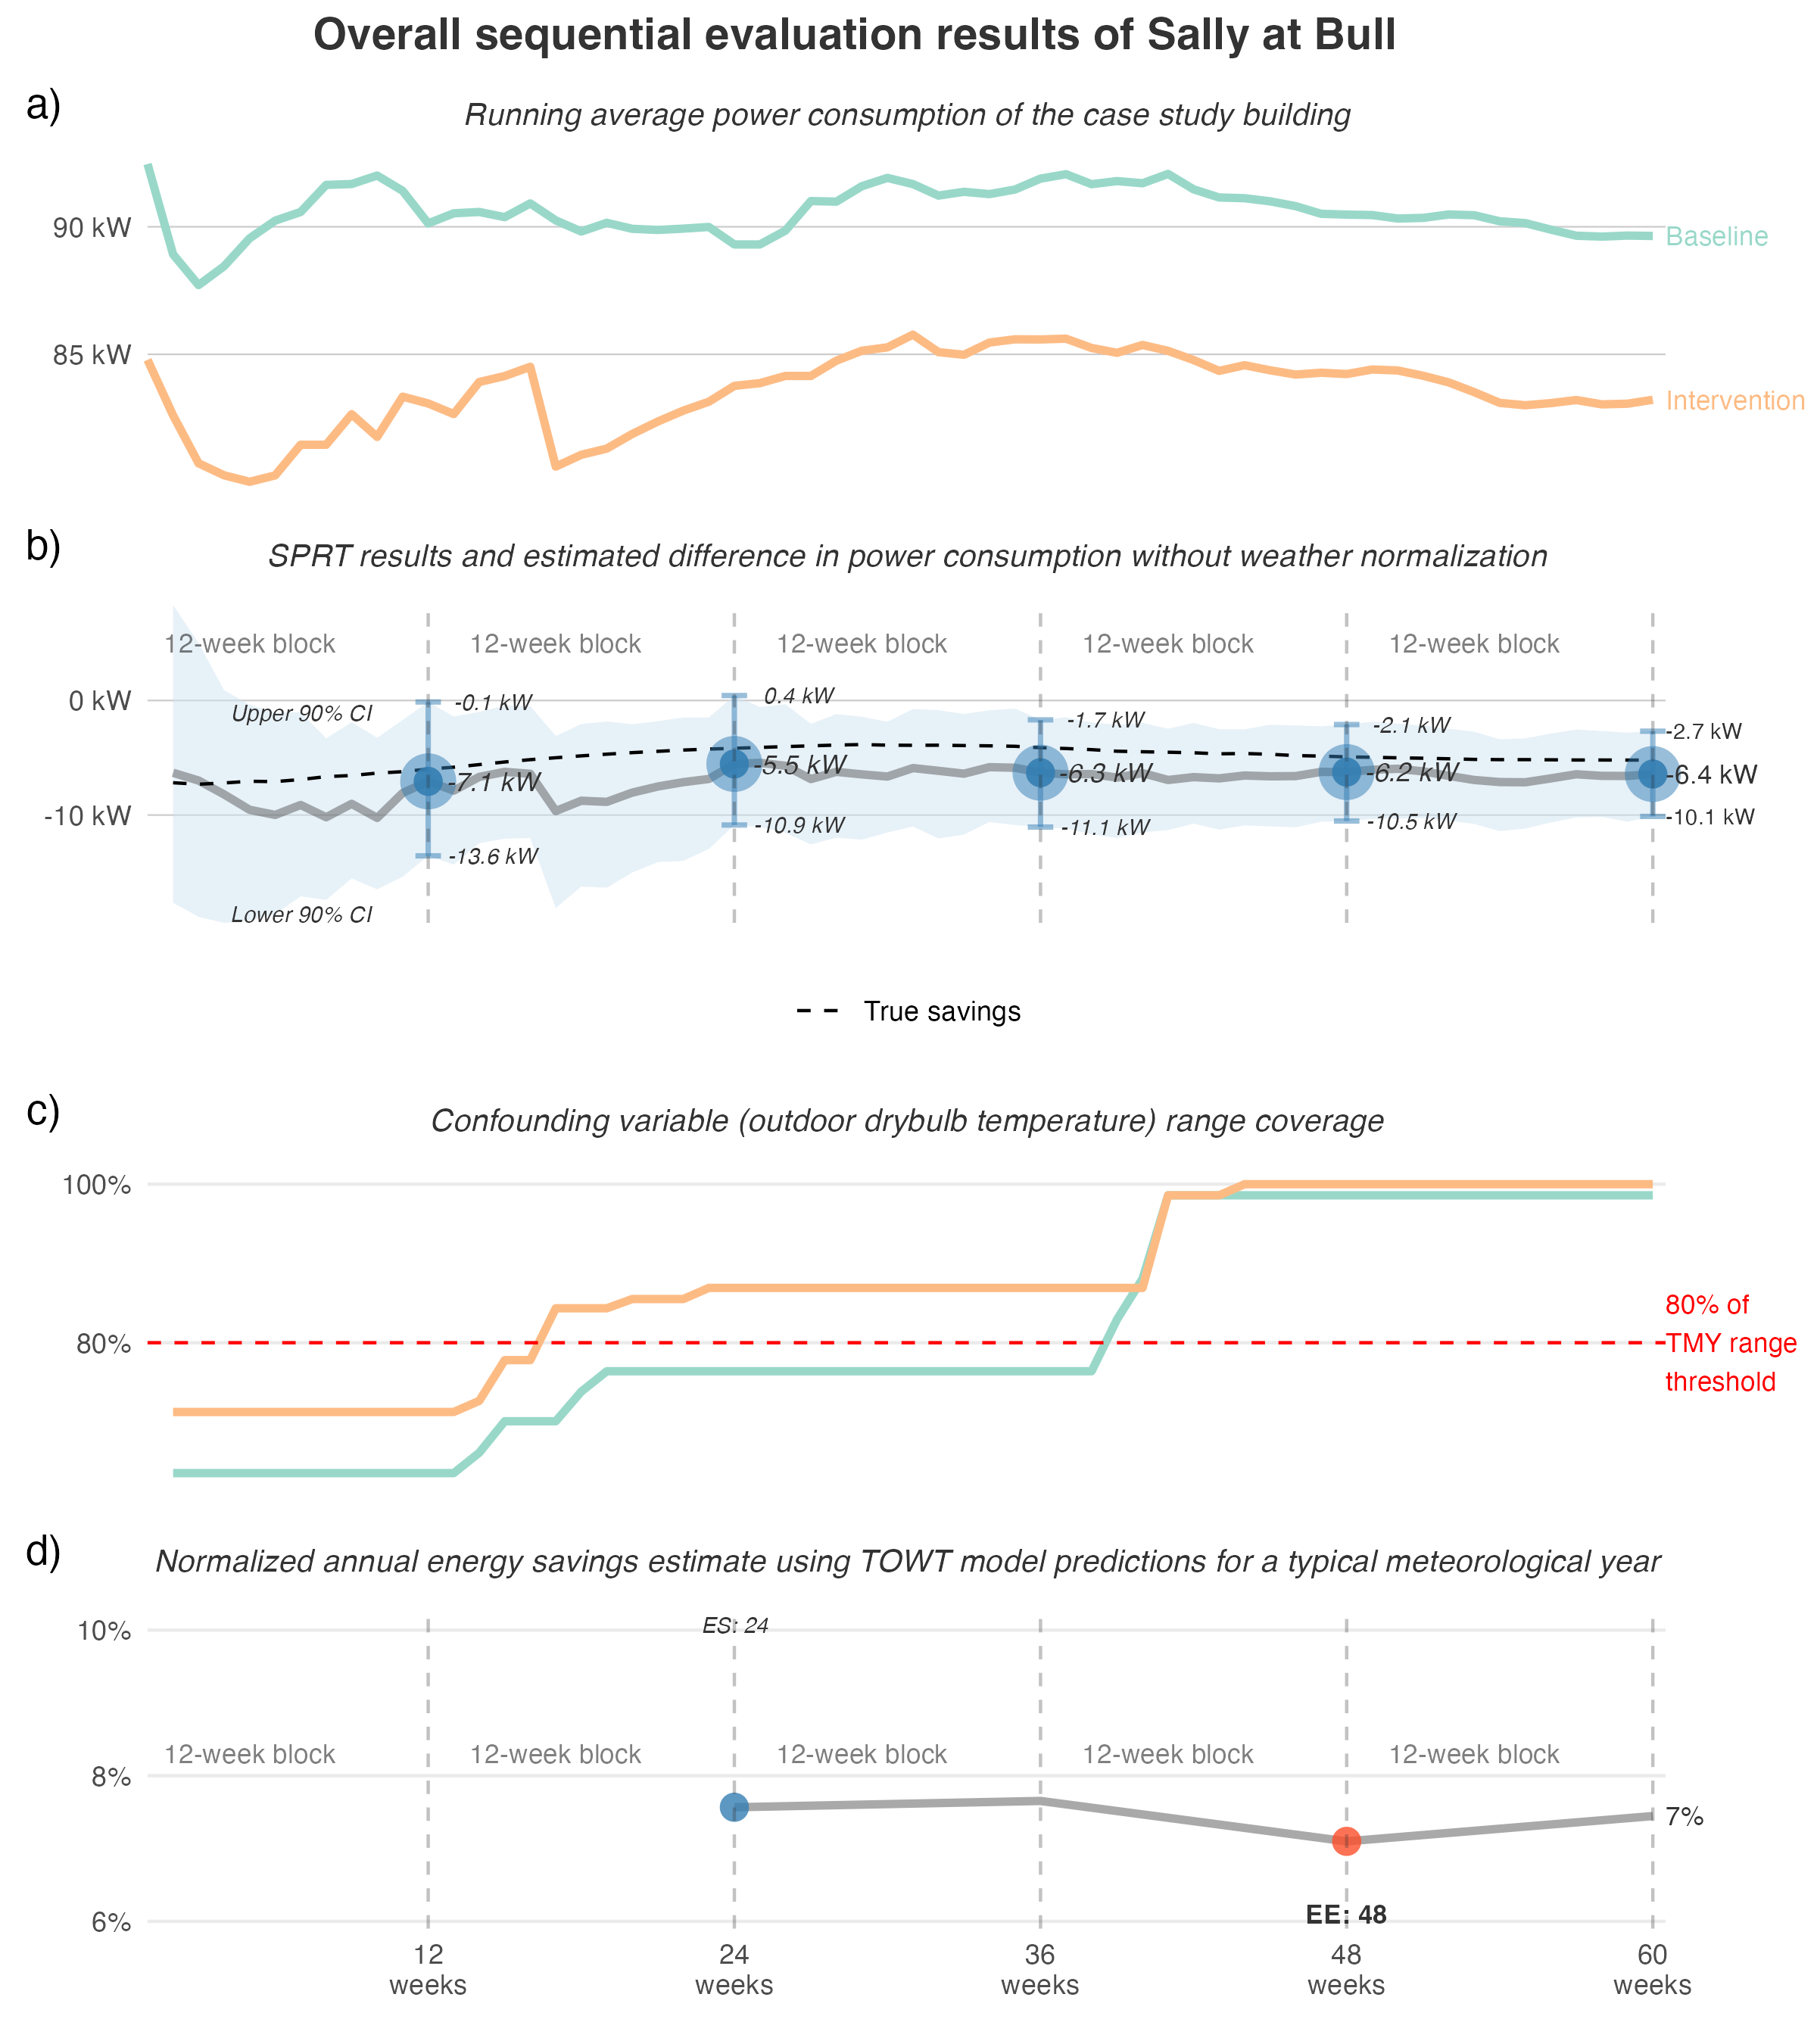 Overall sequential evaluation results of Sally at Bull
a)
Running average power consumption of the case study building
90 kW
Baseline
85 kW
Intervention
b)
SPRT results and estimated difference in power consumption without weather normalization
12-week block 12-week block 12-week block 12-week block 12-week block
0 kW
Upper 90% CI
-0.1 kW 0.4 kW -1.7 kW -2.1 kW -2.7 kW
-7.1 kW -5.5 kW -6.3 kW -6.2 kW -6.4 kW
-10 kW
-13.6 kW -10.9 kW -11.1 kW -10.5 kW -10.1 kW
Lower 90% CI
True savings
c)
Confounding variable (outdoor drybulb temperature) range coverage
100%
80%
80% of
TMY range
threshold
d)
Normalized annual energy savings estimate using TOWT model predictions for a typical meteorological year
10%
ES: 24
12-week block 12-week block 12-week block 12-week block 12-week block
8%
7%
EE: 48
6%
12 24 36 48 60
weeks weeks weeks weeks weeks